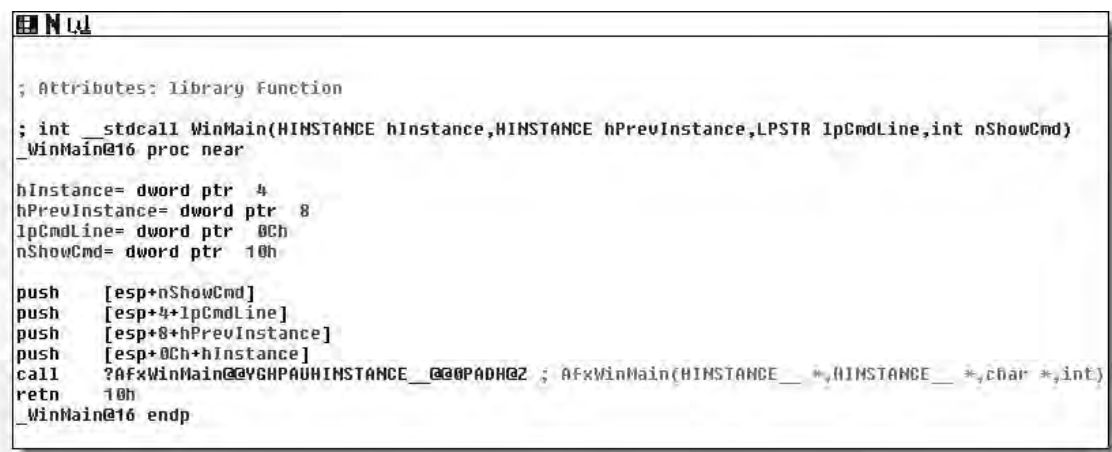 ; Attributes: library function
; int __stdcall WinMain(HINSTANCE hInstance,HINSTANCE hPrevInstance,LPSTR lpCmdLine,int nShowCmd)
_WinMain@16 proc near
hInstance= dword ptr  4
hPrevInstance= dword ptr  8
lpCmdLine= dword ptr  0Ch
nShowCmd= dword ptr  10h
push    [esp+nShowCmd]
push    [esp+4+lpCmdLine]
push    [esp+8+hPrevInstance]
push    [esp+0Ch+hInstance]
call    ?AfxWinMain@@YGHPAUHINSTANCE__@@0PADH@Z ; AfxWinMain(HINSTANCE__ *,HINSTANCE__ *,char *,int)
retn    10h
_WinMain@16 endp